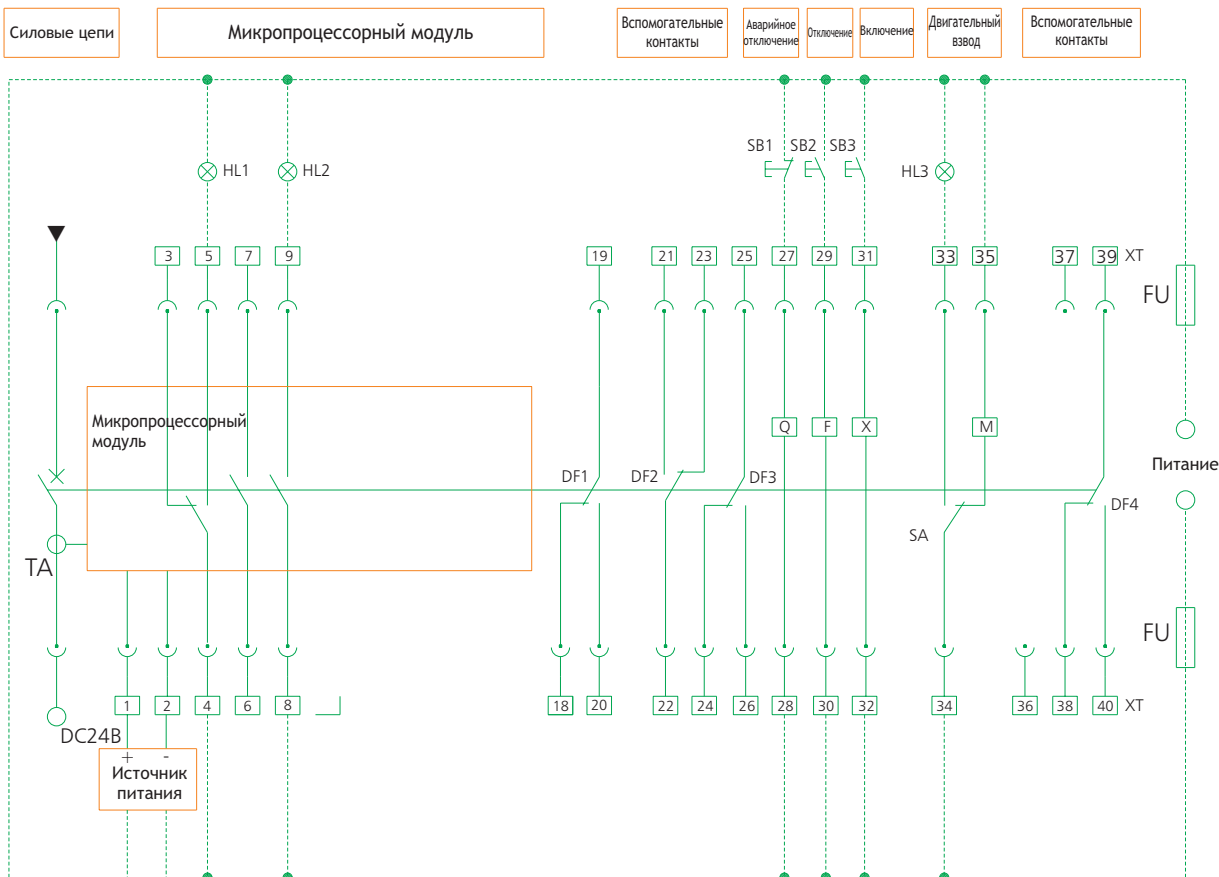 Силовые цепи
Микропроцессорный модуль
Вспомогательные
контакты
Аварийное
отключение
Отключение
Включение
Двигательный
взвод
Вспомогательные
контакты
SB1 SB2 SB3
HL1
HL2
HL3
3 5 7 9 19 21 23 25 27 29 31 33 35 37 39 XT
FU
Микропроцессорный
модуль
Q F X M
Питание
DF1 DF2 DF3
DF4
SA
TA
FU
1 2 4 6 8 18 20 22 24 26 28 30 32 34 36 38 40 XT
DC24В
+ -
Источник
питания